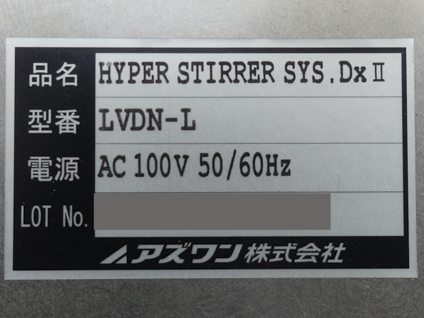 品名 HYPER STIRRER SYS.DxⅡ
型番 LVDN-L
電源 AC 100V 50/60Hz
LOT No.
アズワン株式会社